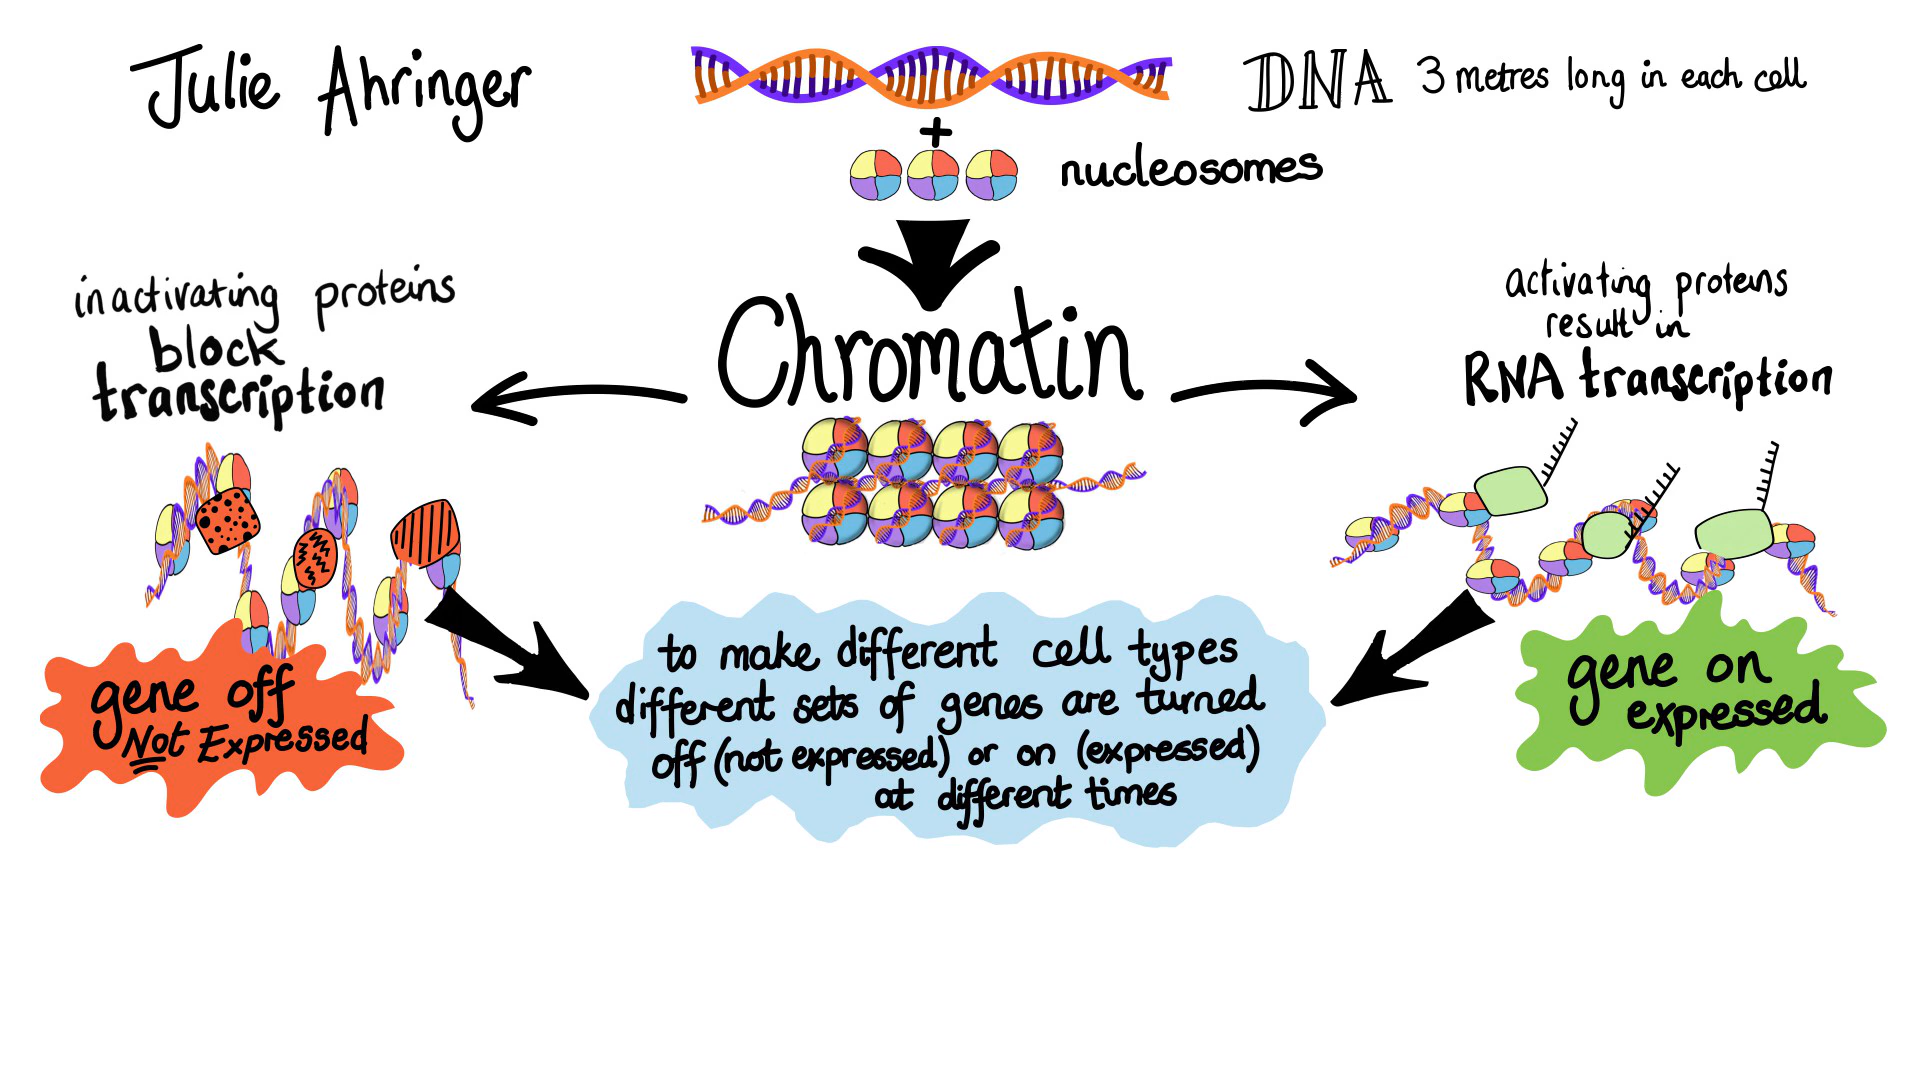 Julie Ahringer
DNA 3 metres long in each cell
+
nucleosomes
inactivating proteins
block
transcription
Chromatin
activating proteins
result in
RNA transcription
gene off
Not Expressed
to make different cell types
different sets of genes are turned
off (not expressed) or on (expressed)
at different times
gene on
expressed